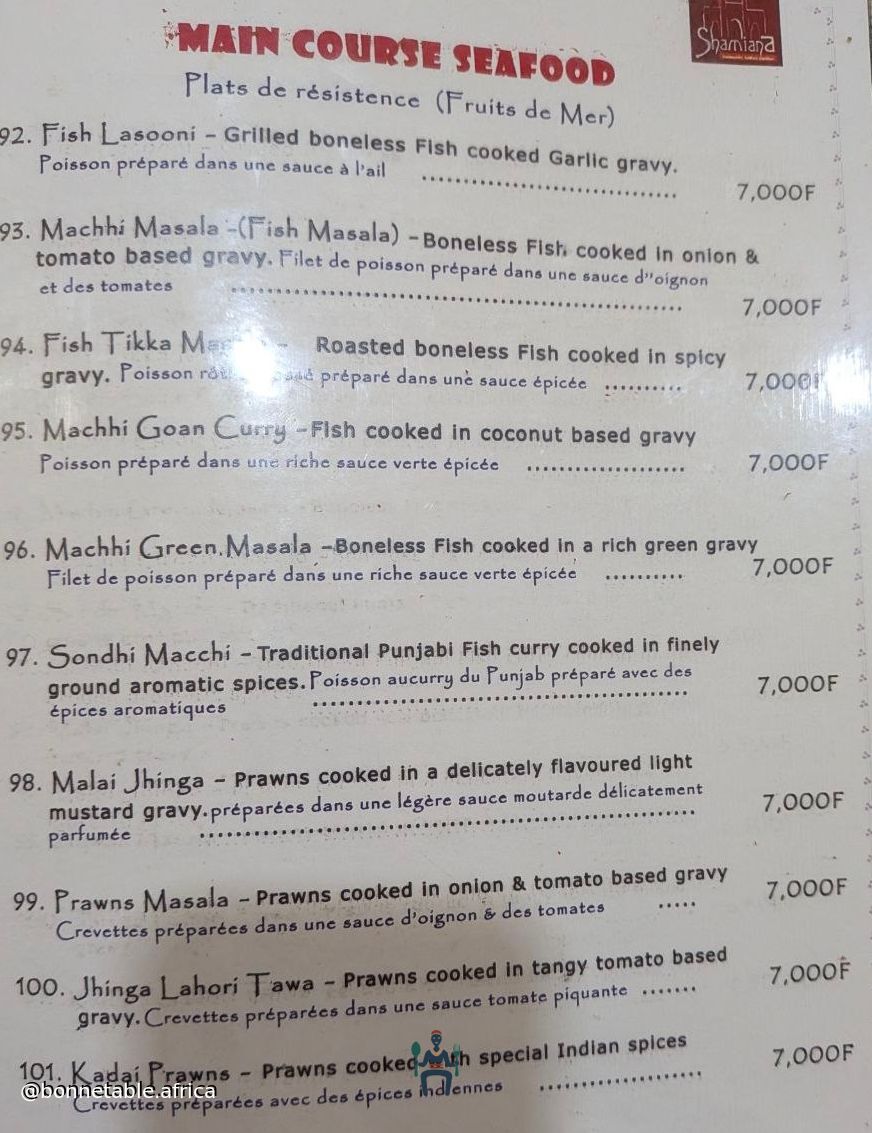 Shamiana
MAIN COURSE SEAFOOD
Plats de résistence (Fruits de Mer)
92. Fish Lasooni - Grilled boneless Fish cooked Garlic gravy.
Poisson préparé dans une sauce à l'ail .............................. 7,000F
93. Machhi Masala -(Fish Masala) - Boneless Fish cooked in onion &
tomato based gravy. Filet de poisson préparé dans une sauce d''oignon
et des tomates .............................. 7,000F
94. Fish Tikka - Roasted boneless Fish cooked in spicy
gravy. Poisson préparé dans une sauce épicée .......... 7,000F
95. Machhi Goan Curry - Fish cooked in coconut based gravy
Poisson préparé dans une riche sauce verte épicée .................... 7,000F
96. Machhi Green.Masala - Boneless Fish cooked in a rich green gravy
Filet de poisson préparé dans une riche sauce verte épicée .......... 7,000F
97. Sondhi Macchi - Traditional Punjabi Fish curry cooked in finely
ground aromatic spices. Poisson aucurry du Punjab préparé avec des
épices aromatiques .............................. 7,000F
98. Malai Jhinga - Prawns cooked in a delicately flavoured light
mustard gravy.préparées dans une légère sauce moutarde délicatement
parfumée .............................. 7,000F
99. Prawns Masala - Prawns cooked in onion & tomato based gravy
Crevettes préparées dans une sauce d'oignon & des tomates ..... 7,000F
100. Jhinga Lahori Tawa - Prawns cooked in tangy tomato based
gravy. Crevettes préparées dans une sauce tomate piquante ....... 7,000F
101. Kadai Prawns - Prawns cooked with special Indian spices
Crevettes préparées avec des épices indiennes .................... 7,000F
@bonnetable.africa